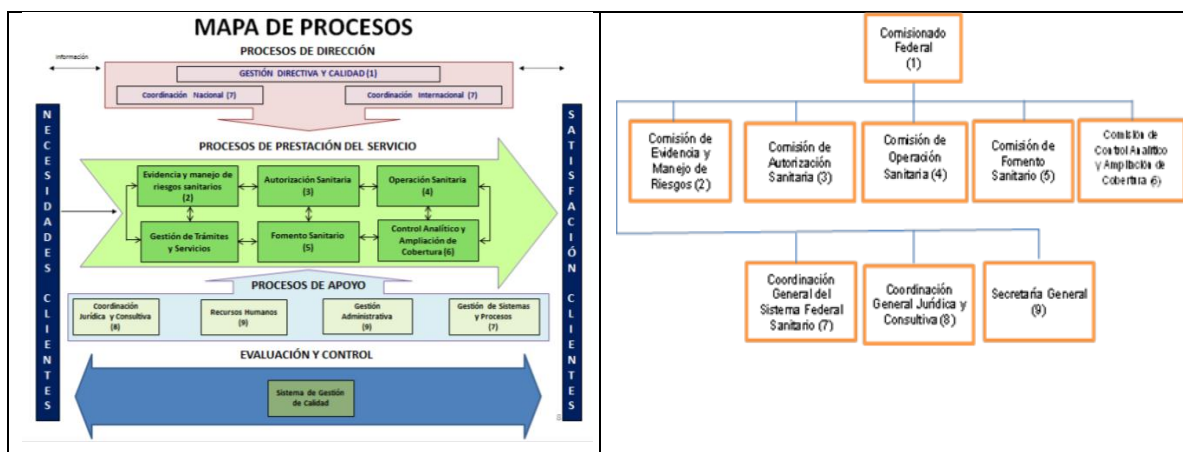 MAPA DE PROCESOS
PROCESOS DE DIRECCIÓN
Información
GESTIÓN DIRECTIVA Y CALIDAD (1)
Coordinación Nacional (7)
Coordinación Internacional (7)
NECESIDADES CLIENTES
SATISFACCIÓN CLIENTES
PROCESOS DE PRESTACIÓN DEL SERVICIO
Evidencia y manejo de
riesgos sanitarios
(2)
Autorización Sanitaria
(3)
Operación Sanitaria
(4)
Gestión de Trámites
y Servicios
Fomento Sanitario
(5)
Control Analítico y
Ampliación de
Cobertura (6)
PROCESOS DE APOYO
Coordinación
Jurídica y Consultiva
(8)
Recursos Humanos
(9)
Gestión
Administrativa
(9)
Gestión de Sistemas
y Procesos
(7)
EVALUACIÓN Y CONTROL
Sistema de Gestión
de Calidad
Comisionado
Federal
(1)
Comisión de
Evidencia y
Manejo de
Riesgos (2)
Comisión de
Autorización
Sanitaria (3)
Comisión de
Operación
Sanitaria (4)
Comisión de
Fomento
Sanitario (5)
Comisión de
Control Analítico
y Ampliación de
Cobertura (6)
Coordinación
General del
Sistema Federal
Sanitario (7)
Coordinación
General Jurídica y
Consultiva (8)
Secretaría General
(9)